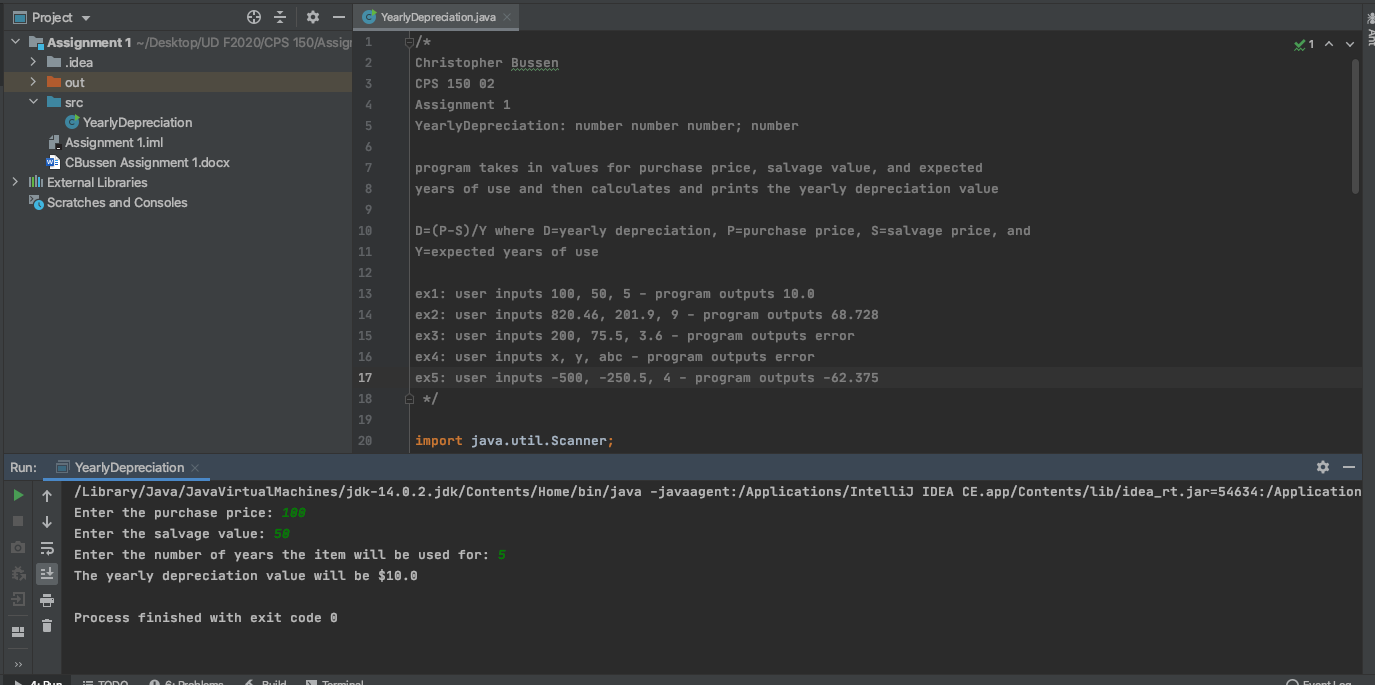 Project
YearlyDepreciation.java
Assignment 1 ~/Desktop/UD F2020/CPS 150/Assign
.idea
out
src
YearlyDepreciation
Assignment 1.iml
CBussen Assignment 1.docx
External Libraries
Scratches and Consoles
1 /*
2 Christopher Bussen
3 CPS 150 02
4 Assignment 1
5 YearlyDepreciation: number number number; number
6
7 program takes in values for purchase price, salvage value, and expected
8 years of use and then calculates and prints the yearly depreciation value
9
10 D=(P-S)/Y where D=yearly depreciation, P=purchase price, S=salvage price, and
11 Y=expected years of use
12
13 ex1: user inputs 100, 50, 5 - program outputs 10.0
14 ex2: user inputs 820.46, 201.9, 9 - program outputs 68.728
15 ex3: user inputs 200, 75.5, 3.6 - program outputs error
16 ex4: user inputs x, y, abc - program outputs error
17 ex5: user inputs -500, -250.5, 4 - program outputs -62.375
18 */
19
20 import java.util.Scanner;
1
Ant
Run: YearlyDepreciation
/Library/Java/JavaVirtualMachines/jdk-14.0.2.jdk/Contents/Home/bin/java -javaagent:/Applications/IntelliJ IDEA CE.app/Contents/lib/idea_rt.jar=54634:/Application
Enter the purchase price: 100
Enter the salvage value: 50
Enter the number of years the item will be used for: 5
The yearly depreciation value will be $10.0
Process finished with exit code 0
4: Run TODO 6: Problems Build Terminal Event Log